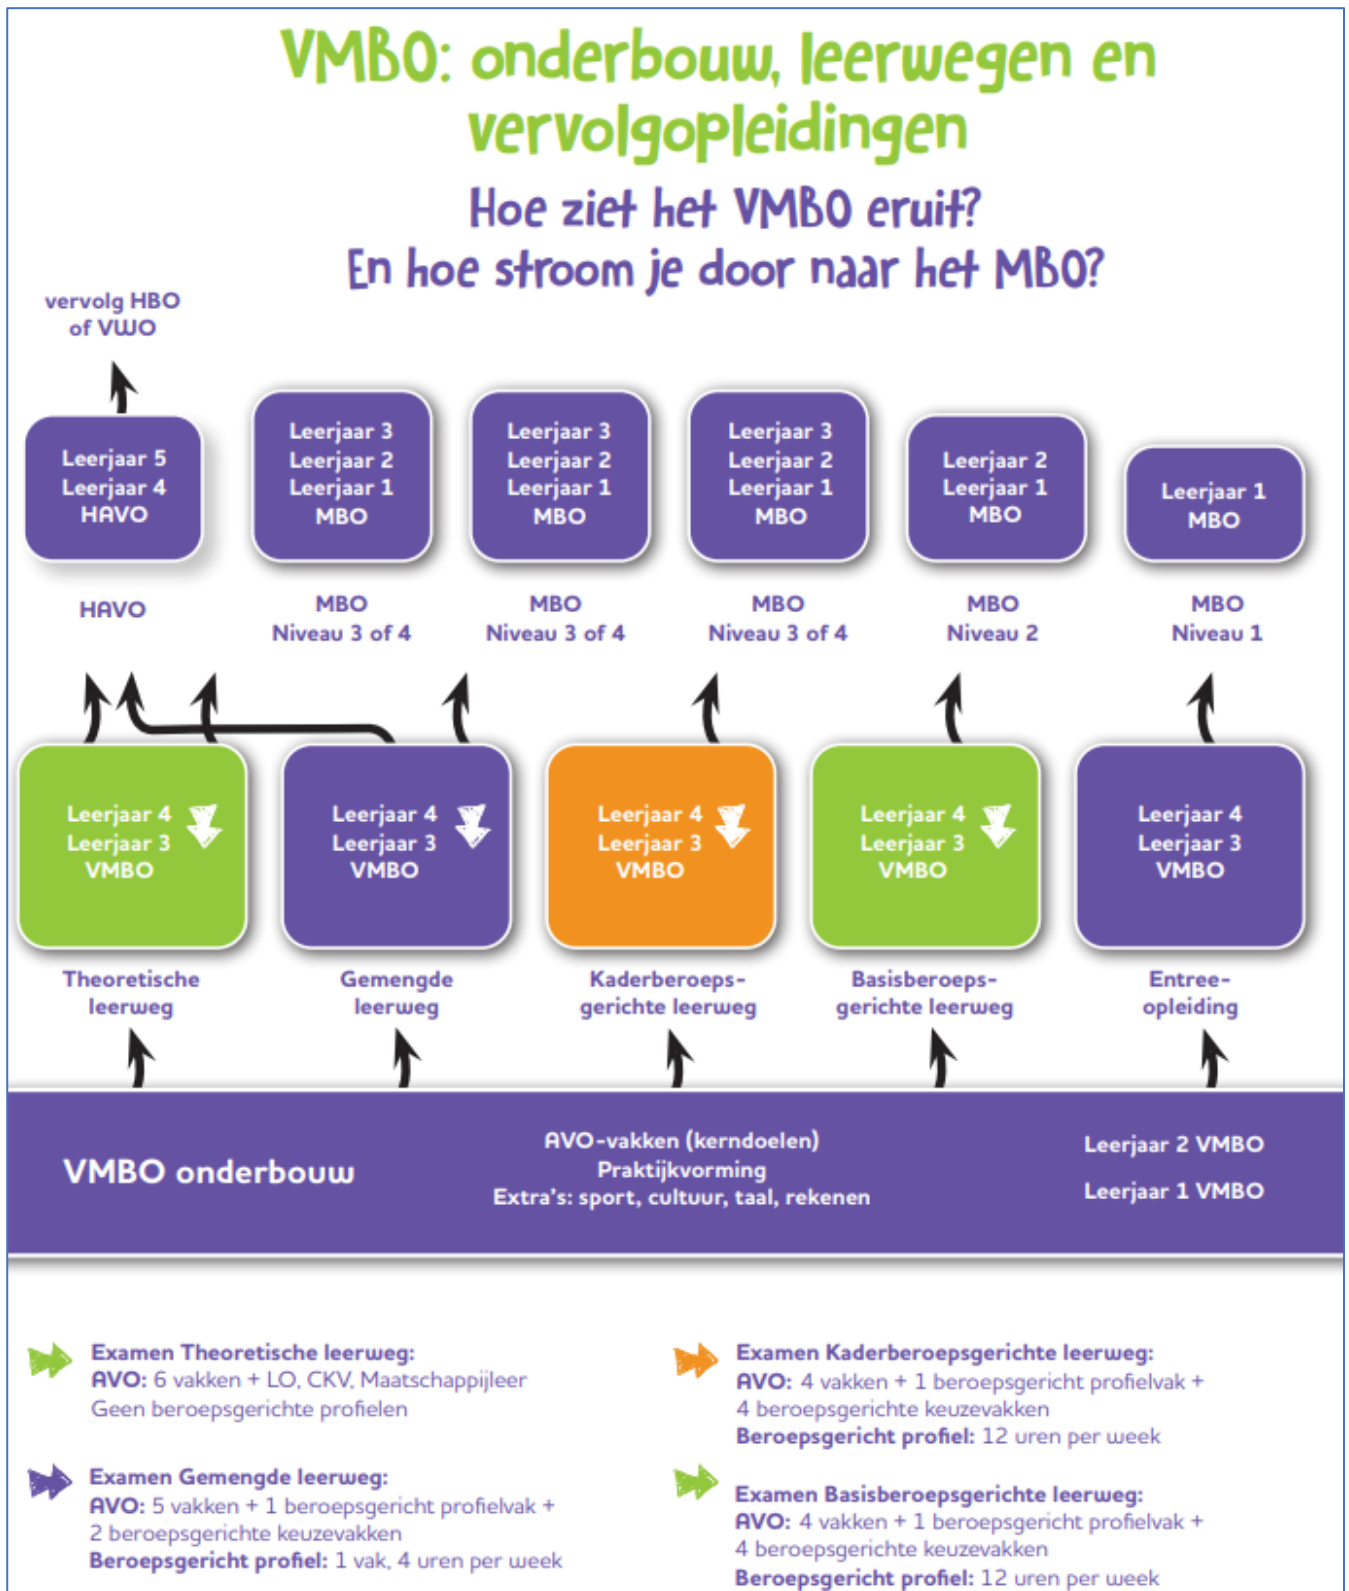 VMBO: onderbouw, leerwegen en
vervolgopleidingen
Hoe ziet het VMBO eruit?
En hoe stroom je door naar het MBO?
vervolg HBO
of VWO
Leerjaar 5
Leerjaar 4
HAVO
Leerjaar 3
Leerjaar 2
Leerjaar 1
MBO
Leerjaar 3
Leerjaar 2
Leerjaar 1
MBO
Leerjaar 3
Leerjaar 2
Leerjaar 1
MBO
Leerjaar 2
Leerjaar 1
MBO
Leerjaar 1
MBO
HAVO
MBO
Niveau 3 of 4
MBO
Niveau 3 of 4
MBO
Niveau 3 of 4
MBO
Niveau 2
MBO
Niveau 1
Leerjaar 4
Leerjaar 3
VMBO
Leerjaar 4
Leerjaar 3
VMBO
Leerjaar 4
Leerjaar 3
VMBO
Leerjaar 4
Leerjaar 3
VMBO
Leerjaar 4
Leerjaar 3
VMBO
Theoretische
leerweg
Gemengde
leerweg
Kaderberoeps-
gerichte leerweg
Basisberoeps-
gerichte leerweg
Entree-
opleiding
VMBO onderbouw
AVO-vakken (kerndoelen)
Praktijkvorming
Extra's: sport, cultuur, taal, rekenen
Leerjaar 2 VMBO
Leerjaar 1 VMBO
Examen Theoretische leerweg:
AVO: 6 vakken + LO, CKV, Maatschappijleer
Geen beroepsgerichte profielen
Examen Gemengde leerweg:
AVO: 5 vakken + 1 beroepsgericht profielvak +
2 beroepsgerichte keuzevakken
Beroepsgericht profiel: 1 vak, 4 uren per week
Examen Kaderberoepsgerichte leerweg:
AVO: 4 vakken + 1 beroepsgericht profielvak +
4 beroepsgerichte keuzevakken
Beroepsgericht profiel: 12 uren per week
Examen Basisberoepsgerichte leerweg:
AVO: 4 vakken + 1 beroepsgericht profielvak +
4 beroepsgerichte keuzevakken
Beroepsgericht profiel: 12 uren per week